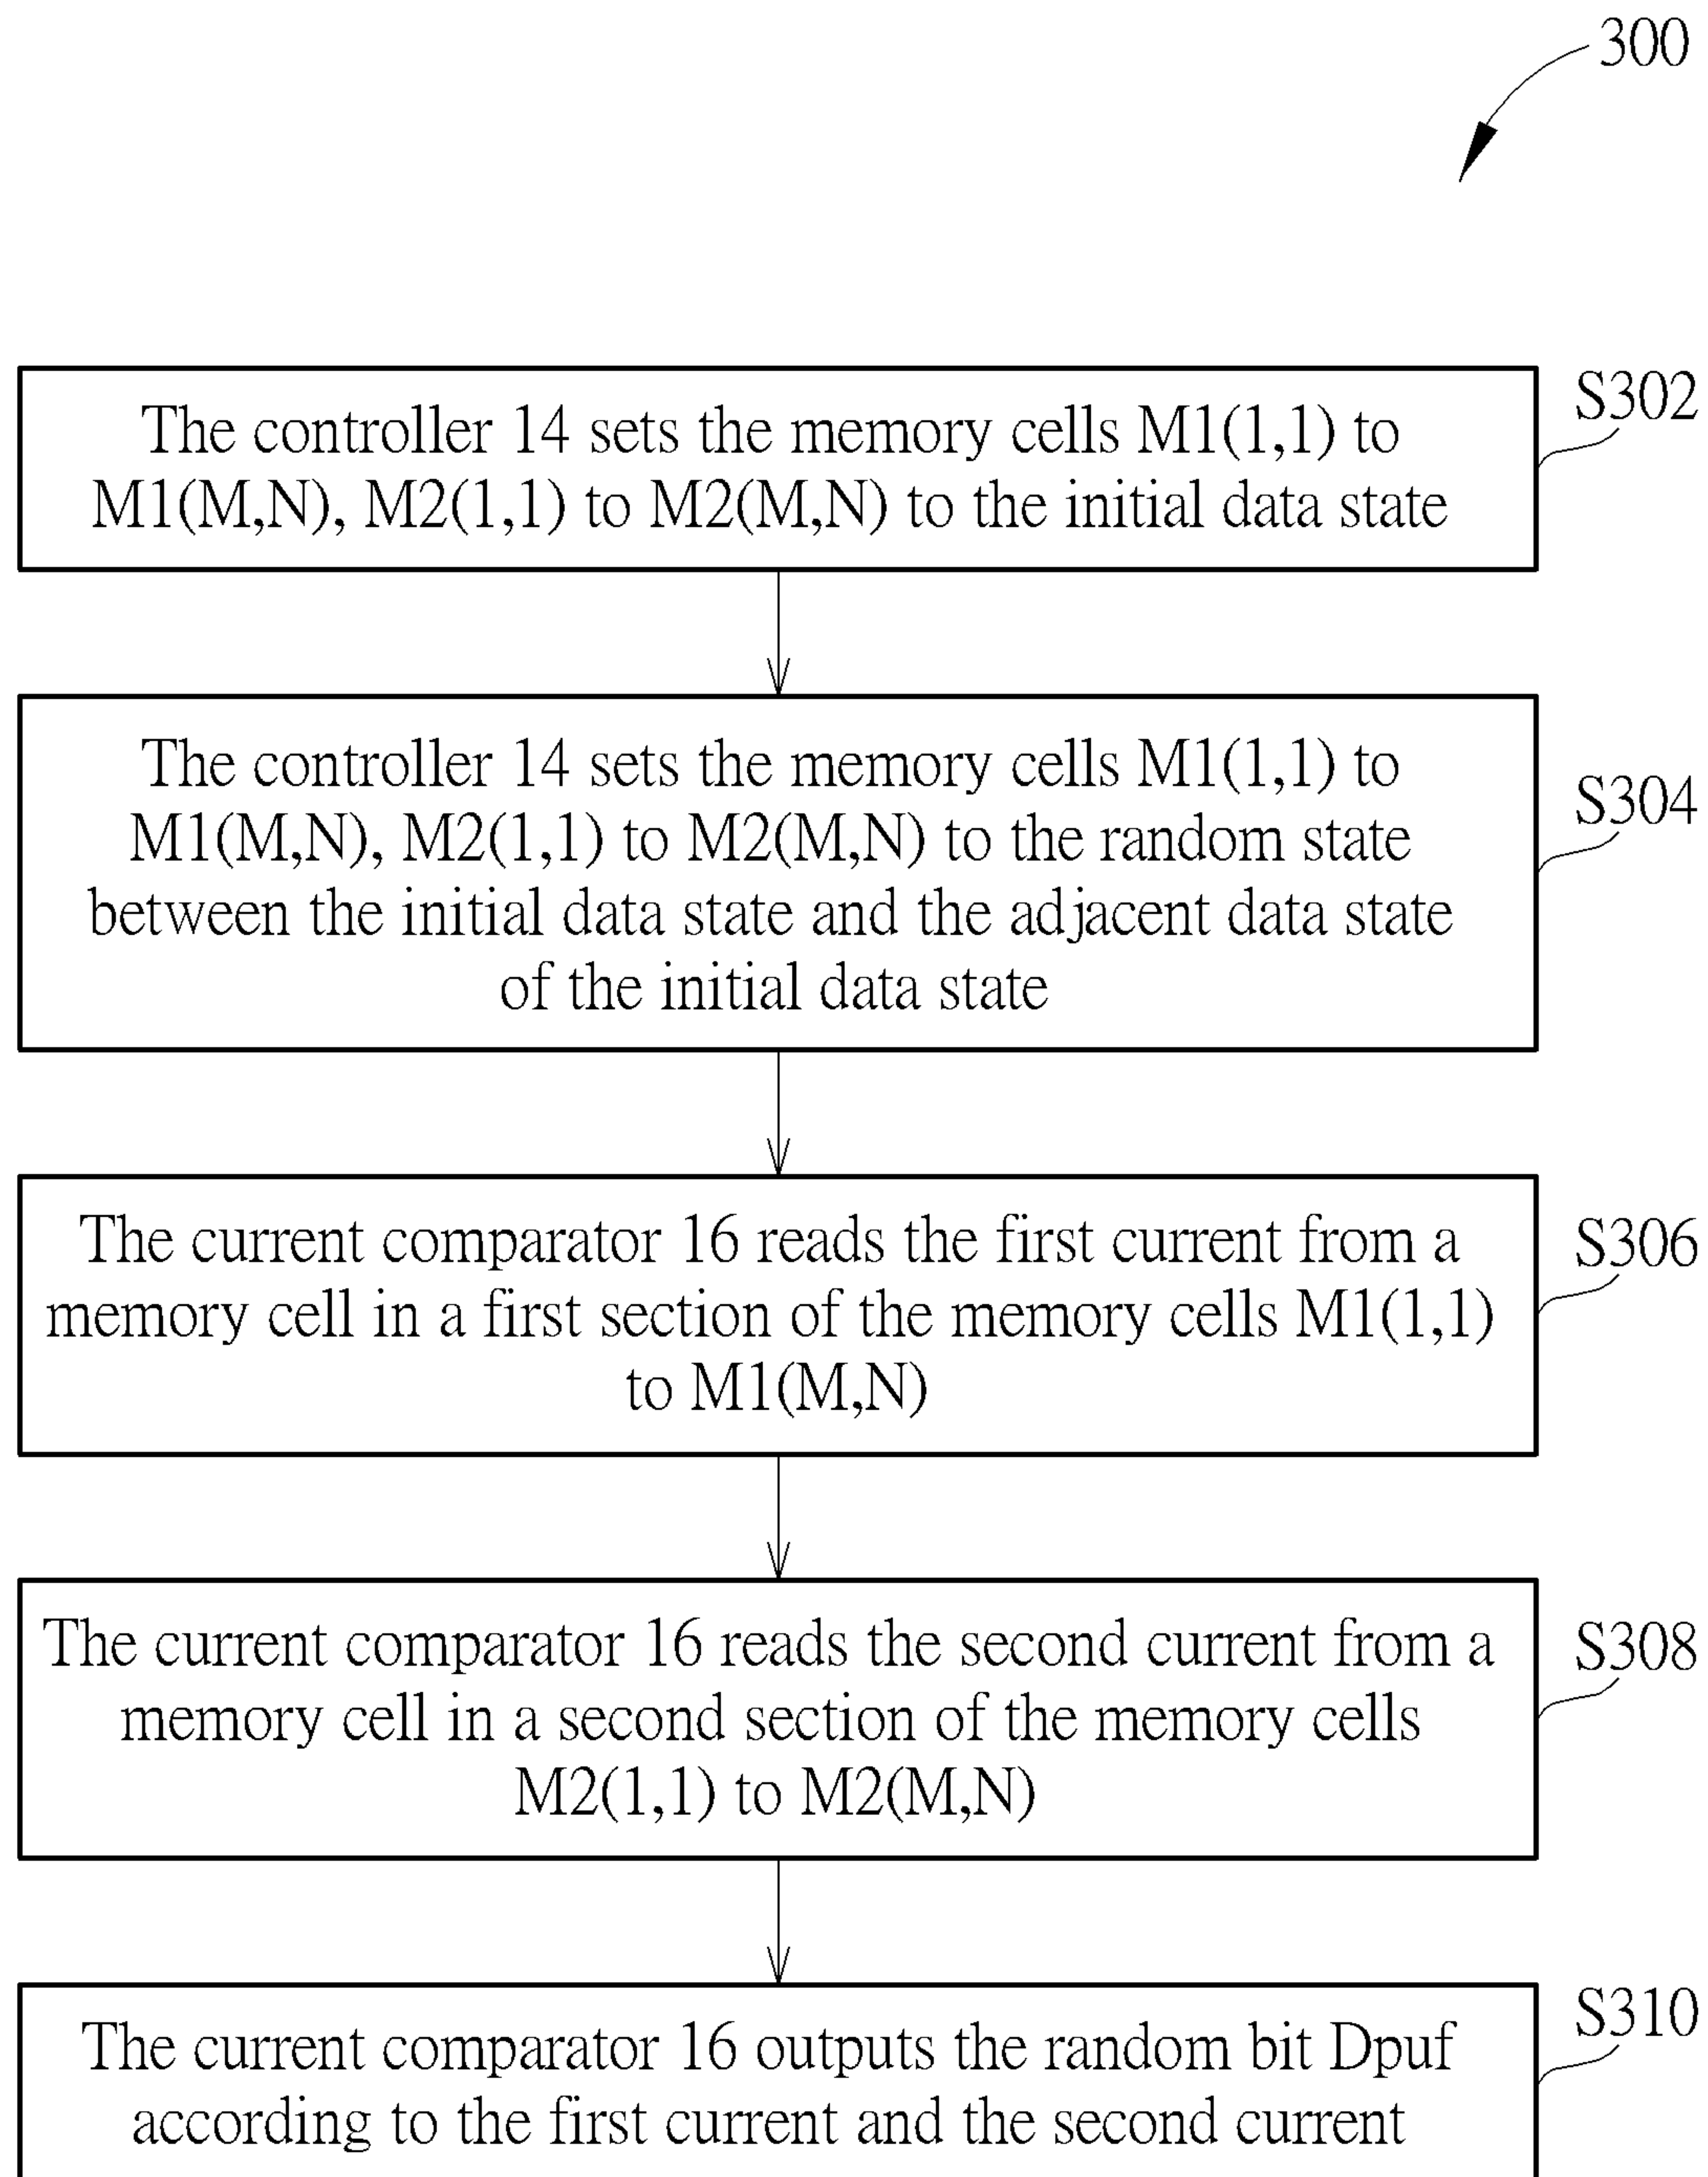 300
S302
The controller 14 sets the memory cells M1(1,1) to
M1(M,N), M2(1,1) to M2(M,N) to the initial data state
S304
The controller 14 sets the memory cells M1(1,1) to
M1(M,N), M2(1,1) to M2(M,N) to the random state
between the initial data state and the adjacent data state
of the initial data state
S306
The current comparator 16 reads the first current from a
memory cell in a first section of the memory cells M1(1,1)
to M1(M,N)
S308
The current comparator 16 reads the second current from a
memory cell in a second section of the memory cells
M2(1,1) to M2(M,N)
S310
The current comparator 16 outputs the random bit Dpuf
according to the first current and the second current